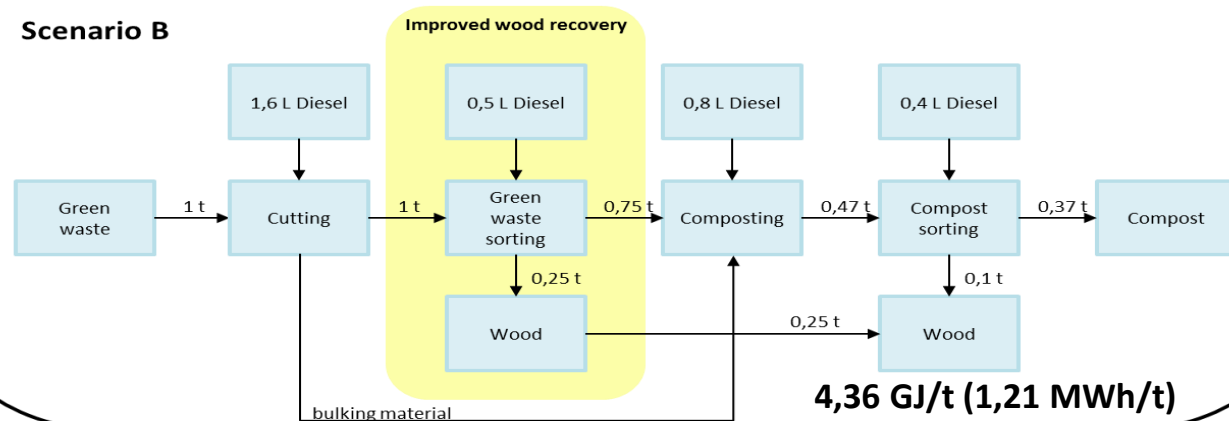 Scenario B
Improved wood recovery
1,6 L Diesel
0,5 L Diesel
0,8 L Diesel
0,4 L Diesel
Green
waste
1 t
Cutting
1 t
Green
waste
sorting
0,75 t
Composting
0,47 t
Compost
sorting
0,37 t
Compost
0,25 t
0,1 t
Wood
0,25 t
Wood
4,36 GJ/t (1,21 MWh/t)
bulking material